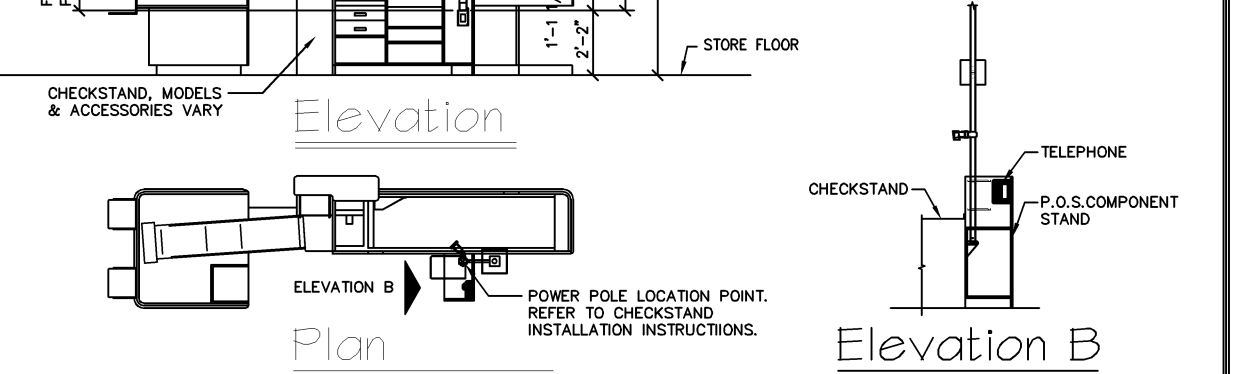 1'-1 1/
2'-2"
STORE FLOOR
CHECKSTAND, MODELS
& ACCESSORIES VARY
Elevation
TELEPHONE
CHECKSTAND
P.O.S.COMPONENT
STAND
ELEVATION B
POWER POLE LOCATION POINT.
REFER TO CHECKSTAND
INSTALLATION INSTRUCTIIONS.
Plan
Elevation B